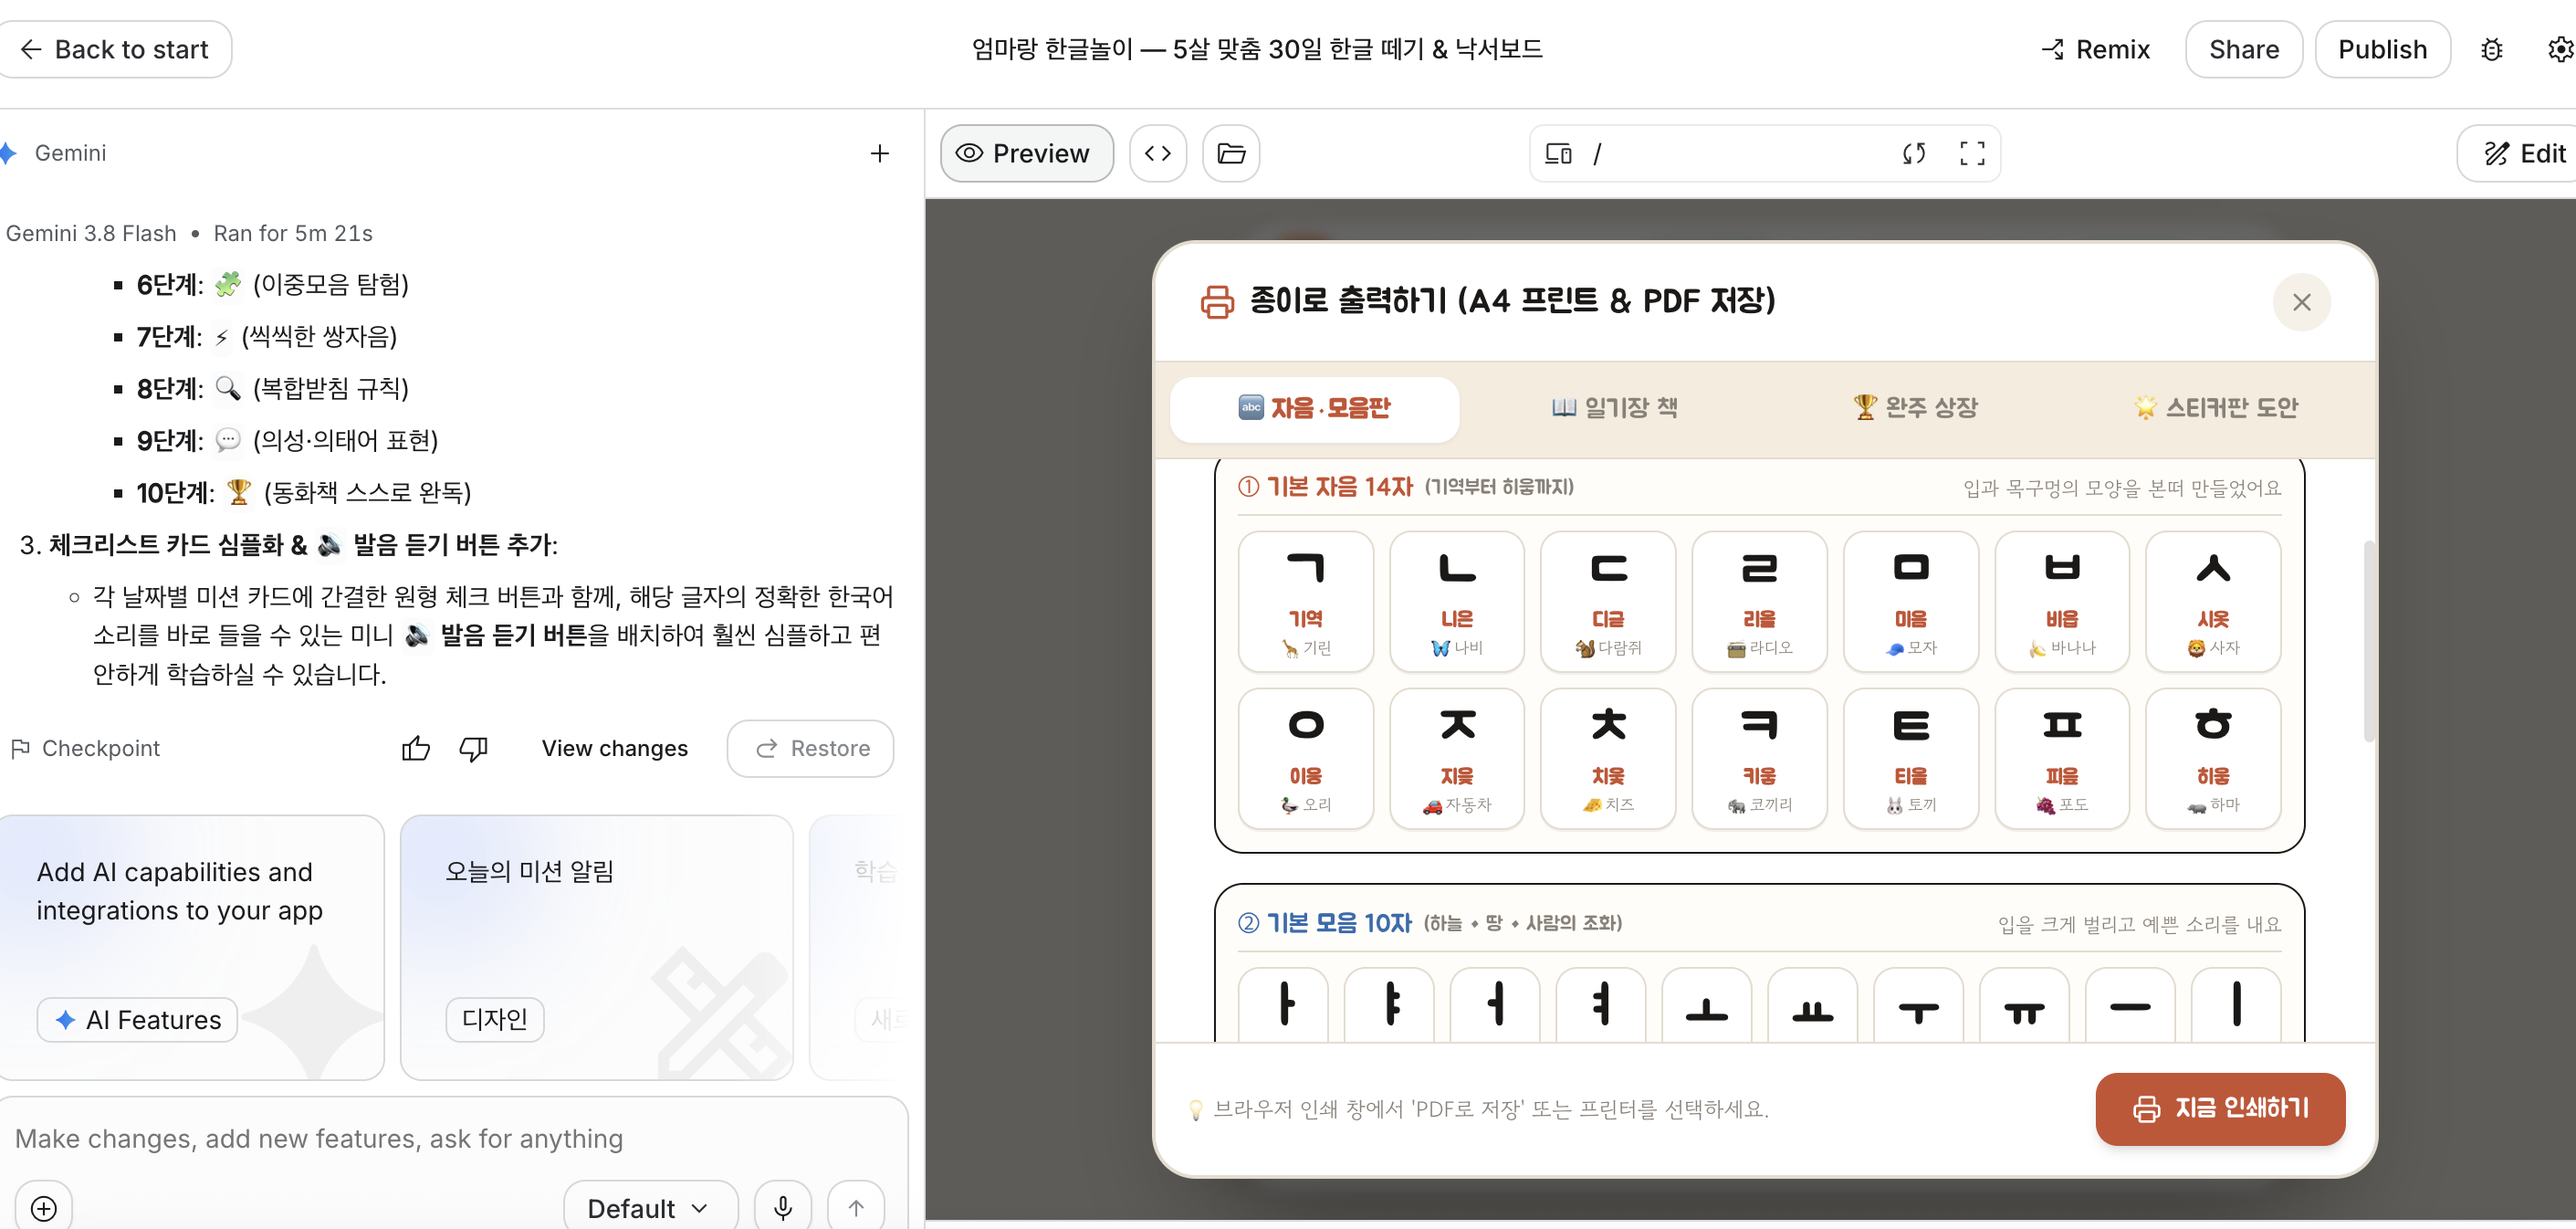 Back to start
엄마랑 한글놀이 — 5살 맞춤 30일 한글 떼기 & 낙서보드
Remix
Share
Publish
Gemini
Preview
/
Edit
Gemini 3.8 Flash • Ran for 5m 21s
6단계: 🧩 (이중모음 탐험)
7단계: ⚡ (씩씩한 쌍자음)
8단계: 🔍 (복합받침 규칙)
9단계: 💬 (의성·의태어 표현)
10단계: 🏆 (동화책 스스로 완독)
3. 체크리스트 카드 심플화 & 🔊 발음 듣기 버튼 추가:
각 날짜별 미션 카드에 간결한 원형 체크 버튼과 함께, 해당 글자의 정확한 한국어
소리를 바로 들을 수 있는 미니 🔊 발음 듣기 버튼을 배치하여 훨씬 심플하고 편
안하게 학습하실 수 있습니다.
Checkpoint
View changes
Restore
Add AI capabilities and
integrations to your app
AI Features
오늘의 미션 알림
디자인
학습
Make changes, add new features, ask for anything
Default
종이로 출력하기 (A4 프린트 & PDF 저장)
abc 자음·모음판
일기장 책
완주 상장
스티커판 도안
① 기본 자음 14자 (기역부터 히읗까지)
입과 목구멍의 모양을 본떠 만들었어요
ㄱ ㄴ ㄷ ㄹ ㅁ ㅂ ㅅ
기역 니은 디귿 리을 미음 비읍 시옷
기린 나비 다람쥐 라디오 모자 바나나 사자
ㅇ ㅈ ㅊ ㅋ ㅌ ㅍ ㅎ
이응 지읒 치읓 키읔 티읕 피읖 히읗
오리 자동차 치즈 코끼리 토끼 포도 하마
② 기본 모음 10자 (하늘 • 땅 • 사람의 조화)
입을 크게 벌리고 예쁜 소리를 내요
ㅏ ㅑ ㅓ ㅕ ㅗ ㅛ ㅜ ㅠ ㅡ ㅣ
💡 브라우저 인쇄 창에서 'PDF로 저장' 또는 프린터를 선택하세요.
지금 인쇄하기